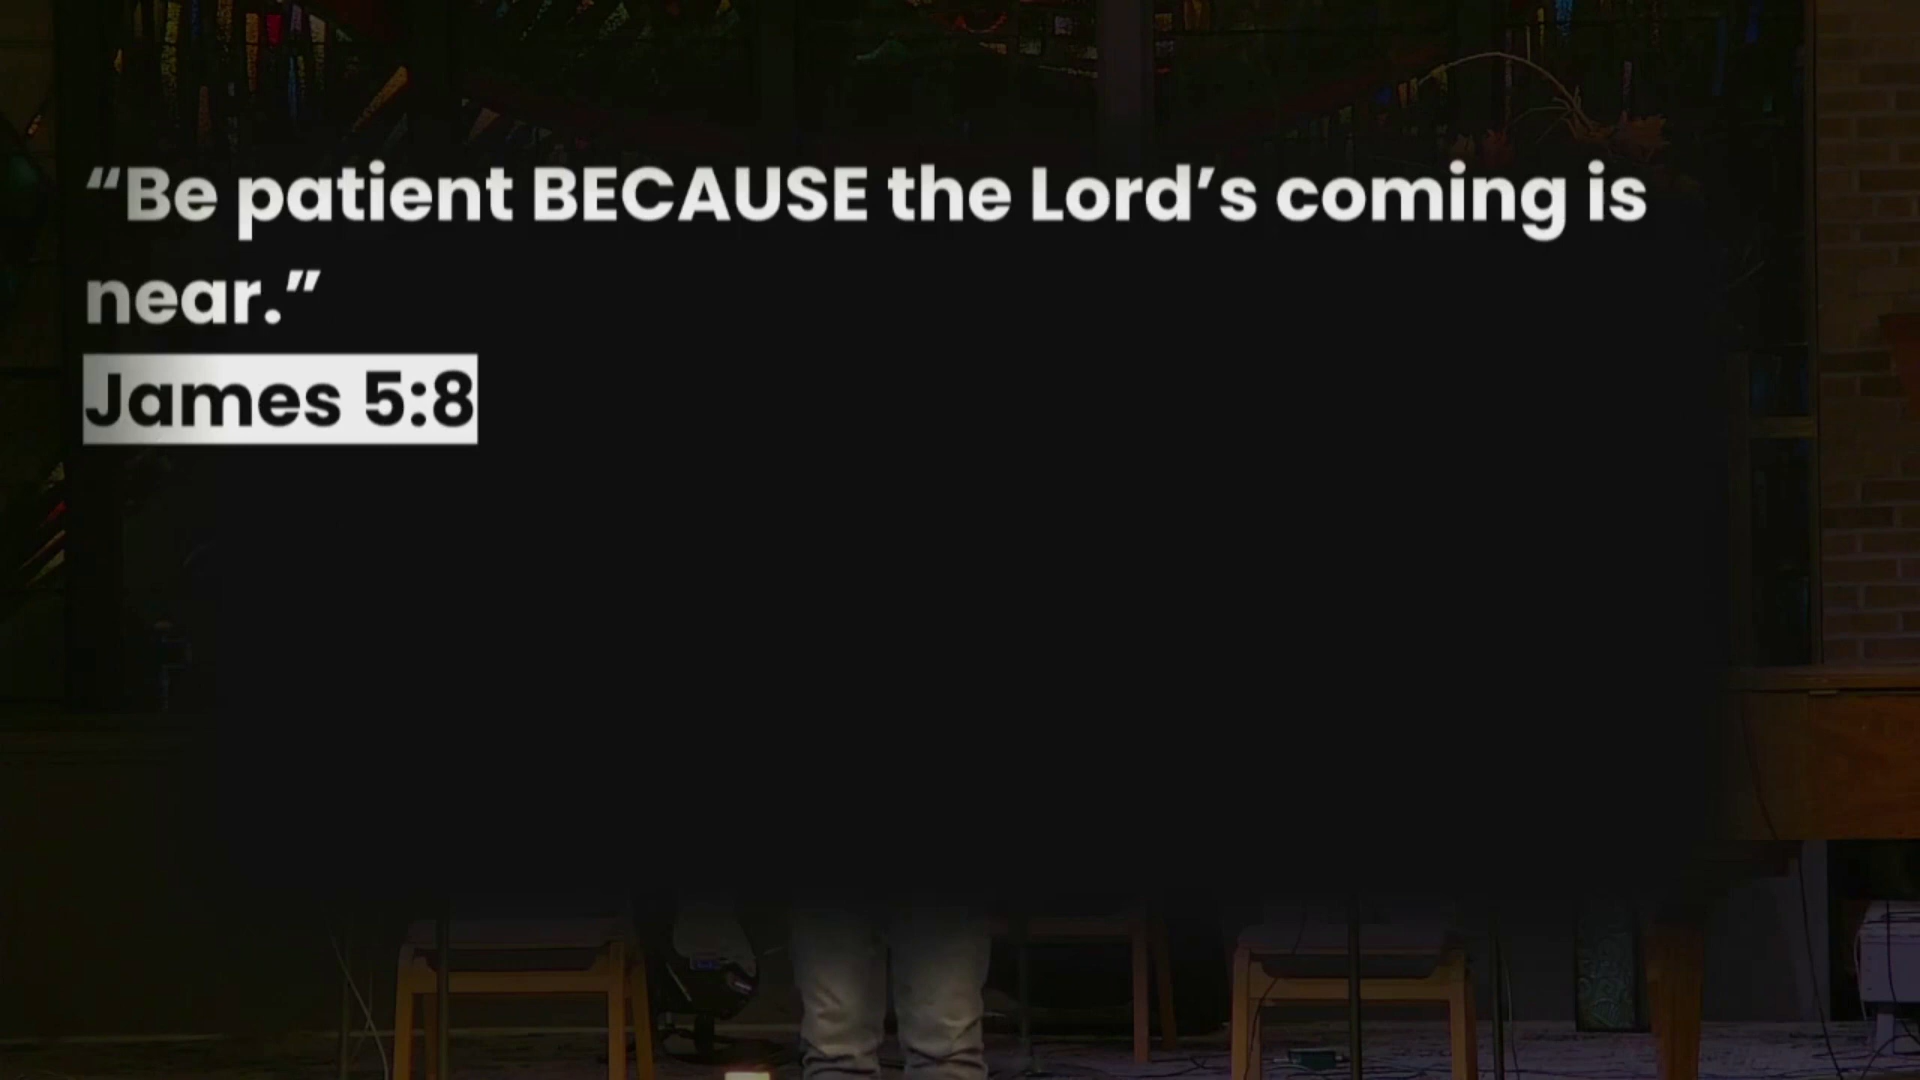 “Be patient BECAUSE the Lord’s coming is
near.”
James 5:8